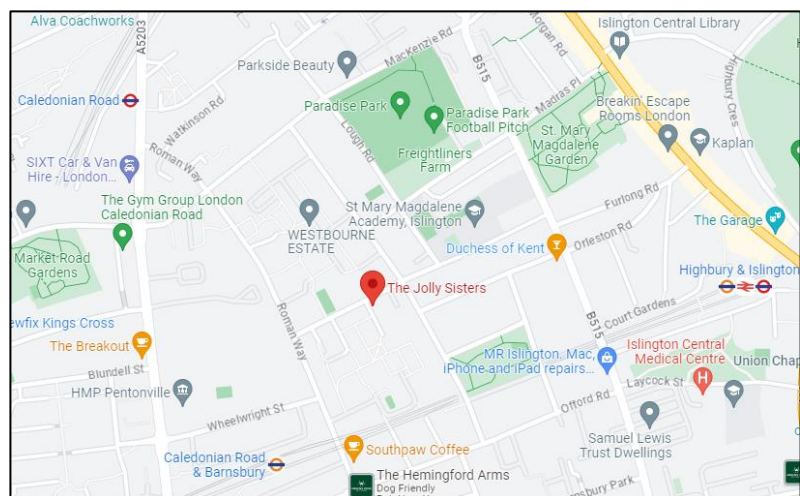 Alva Coachworks
A5203
Parkside Beauty
MacKenzie Rd
B515
Morgan Rd
Islington Central Library
Highbury Cres
Caledonian Road
Watkinson Rd
Paradise Park
Lough Rd
Paradise Park
Football Pitch
Madras Pl
Breakin' Escape
Rooms London
Kaplan
Roman Way
SIXT Car & Van
Hire - London...
Freightliners
Farm
St. Mary
Magdalene
Garden
The Gym Group London
Caledonian Road
WESTBOURNE
ESTATE
St Mary Magdalene
Academy, Islington
Furlong Rd
The Garage
Market Road
Gardens
Duchess of Kent
Orleston Rd
Highbury & Islington
The Jolly Sisters
ewfix Kings Cross
Roman Way
Court Gardens
B515
The Breakout
MR Islington. Mac,
iPhone and iPad repairs...
Islington Central
Medical Centre
Union Chap
Blundell St
HMP Pentonville
Laycock St
Wheelwright St
Offord Rd
Southpaw Coffee
Samuel Lewis
Trust Dwellings
Caledonian Road
& Barnsbury
The Hemingford Arms
Dog Friendly
nsbury Park